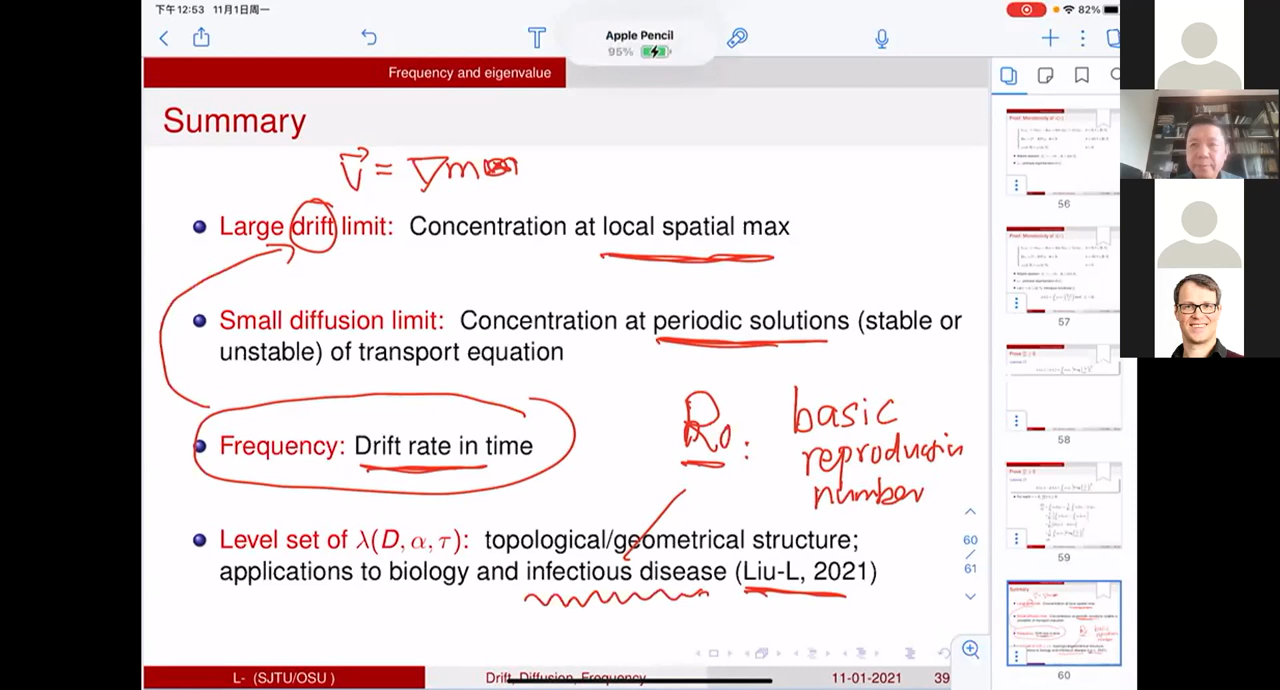 下午12:53 11月1日周一
82%
Apple Pencil
95%
Frequency and eigenvalue
Summary
V = ∇m
Large drift limit: Concentration at local spatial max
Small diffusion limit: Concentration at periodic solutions (stable or
unstable) of transport equation
R0: basic
reproduction
number
Frequency: Drift rate in time
Level set of λ(D, α, τ): topological/geometrical structure;
applications to biology and infectious disease (Liu-L, 2021)
L- (SJTU/OSU )
Drift, Diffusion, Frequency
11-01-2021
39
60
/
61
56
57
58
59
Summary
60